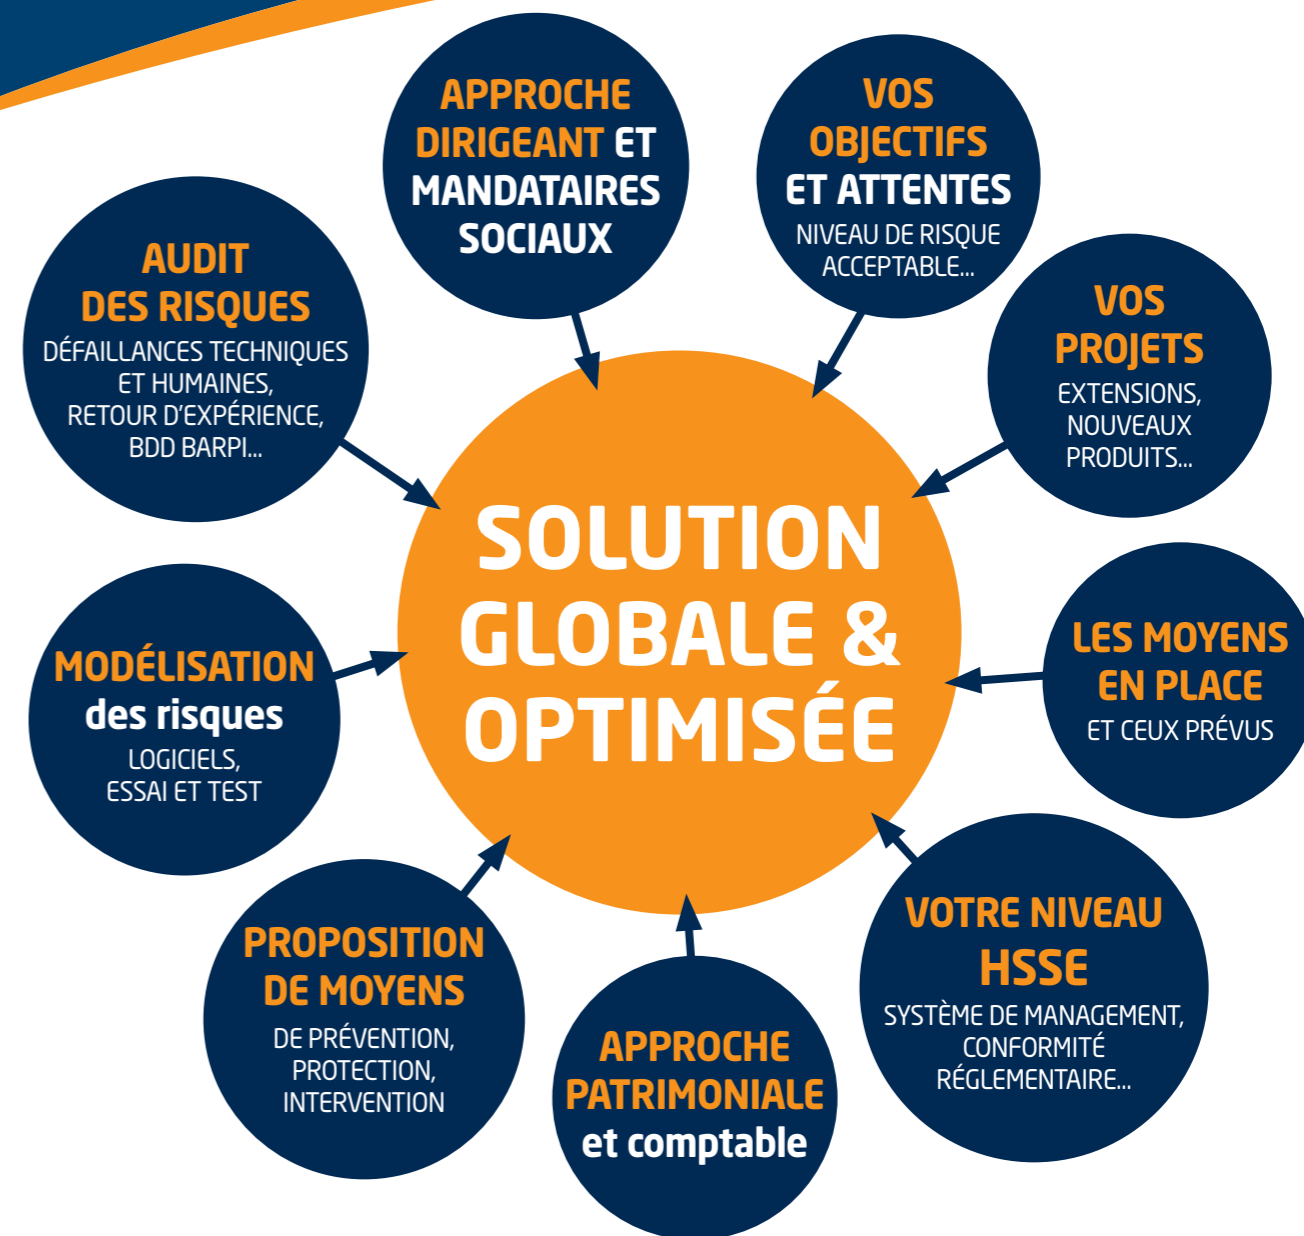 APPROCHE
DIRIGEANT ET
MANDATAIRES
SOCIAUX
VOS
OBJECTIFS
ET ATTENTES
NIVEAU DE RISQUE
ACCEPTABLE...
AUDIT
DES RISQUES
DÉFAILLANCES TECHNIQUES
ET HUMAINES,
RETOUR D'EXPÉRIENCE,
BDD BARPI...
VOS
PROJETS
EXTENSIONS,
NOUVEAUX
PRODUITS...
SOLUTION
GLOBALE &
OPTIMISÉE
MODÉLISATION
des risques
LOGICIELS,
ESSAI ET TEST
LES MOYENS
EN PLACE
ET CEUX PRÉVUS
PROPOSITION
DE MOYENS
DE PRÉVENTION,
PROTECTION,
INTERVENTION
APPROCHE
PATRIMONIALE
et comptable
VOTRE NIVEAU
HSSE
SYSTÈME DE MANAGEMENT,
CONFORMITÉ
RÉGLEMENTAIRE...